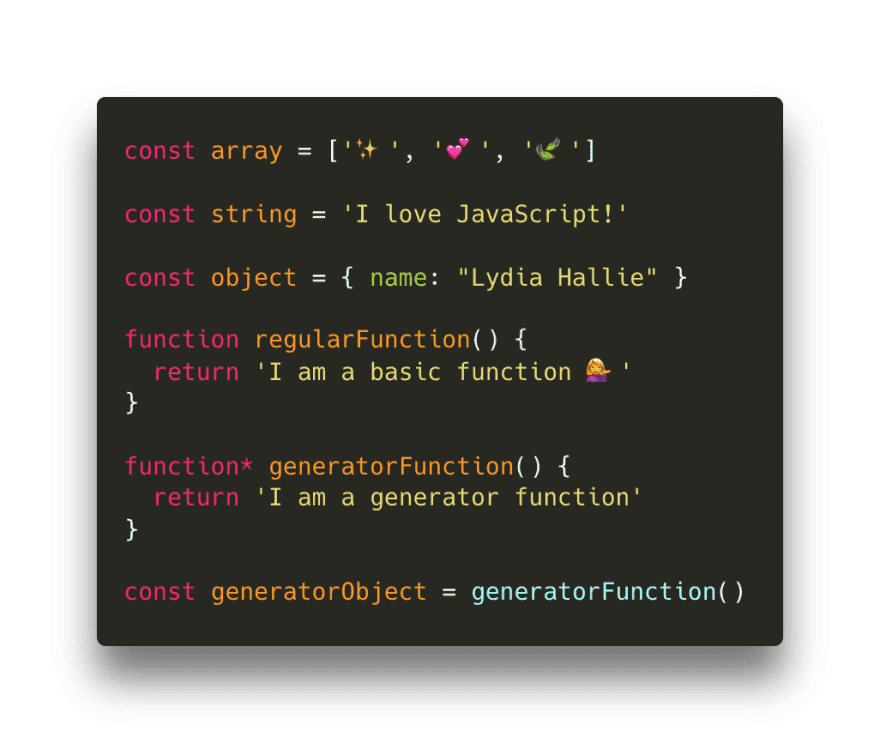 const array = ['✨ ', '💕 ', '🌿 ']
const string = 'I love JavaScript!'
const object = { name: "Lydia Hallie" }
function regularFunction() {
  return 'I am a basic function 💁 '
}
function* generatorFunction() {
  return 'I am a generator function'
}
const generatorObject = generatorFunction()